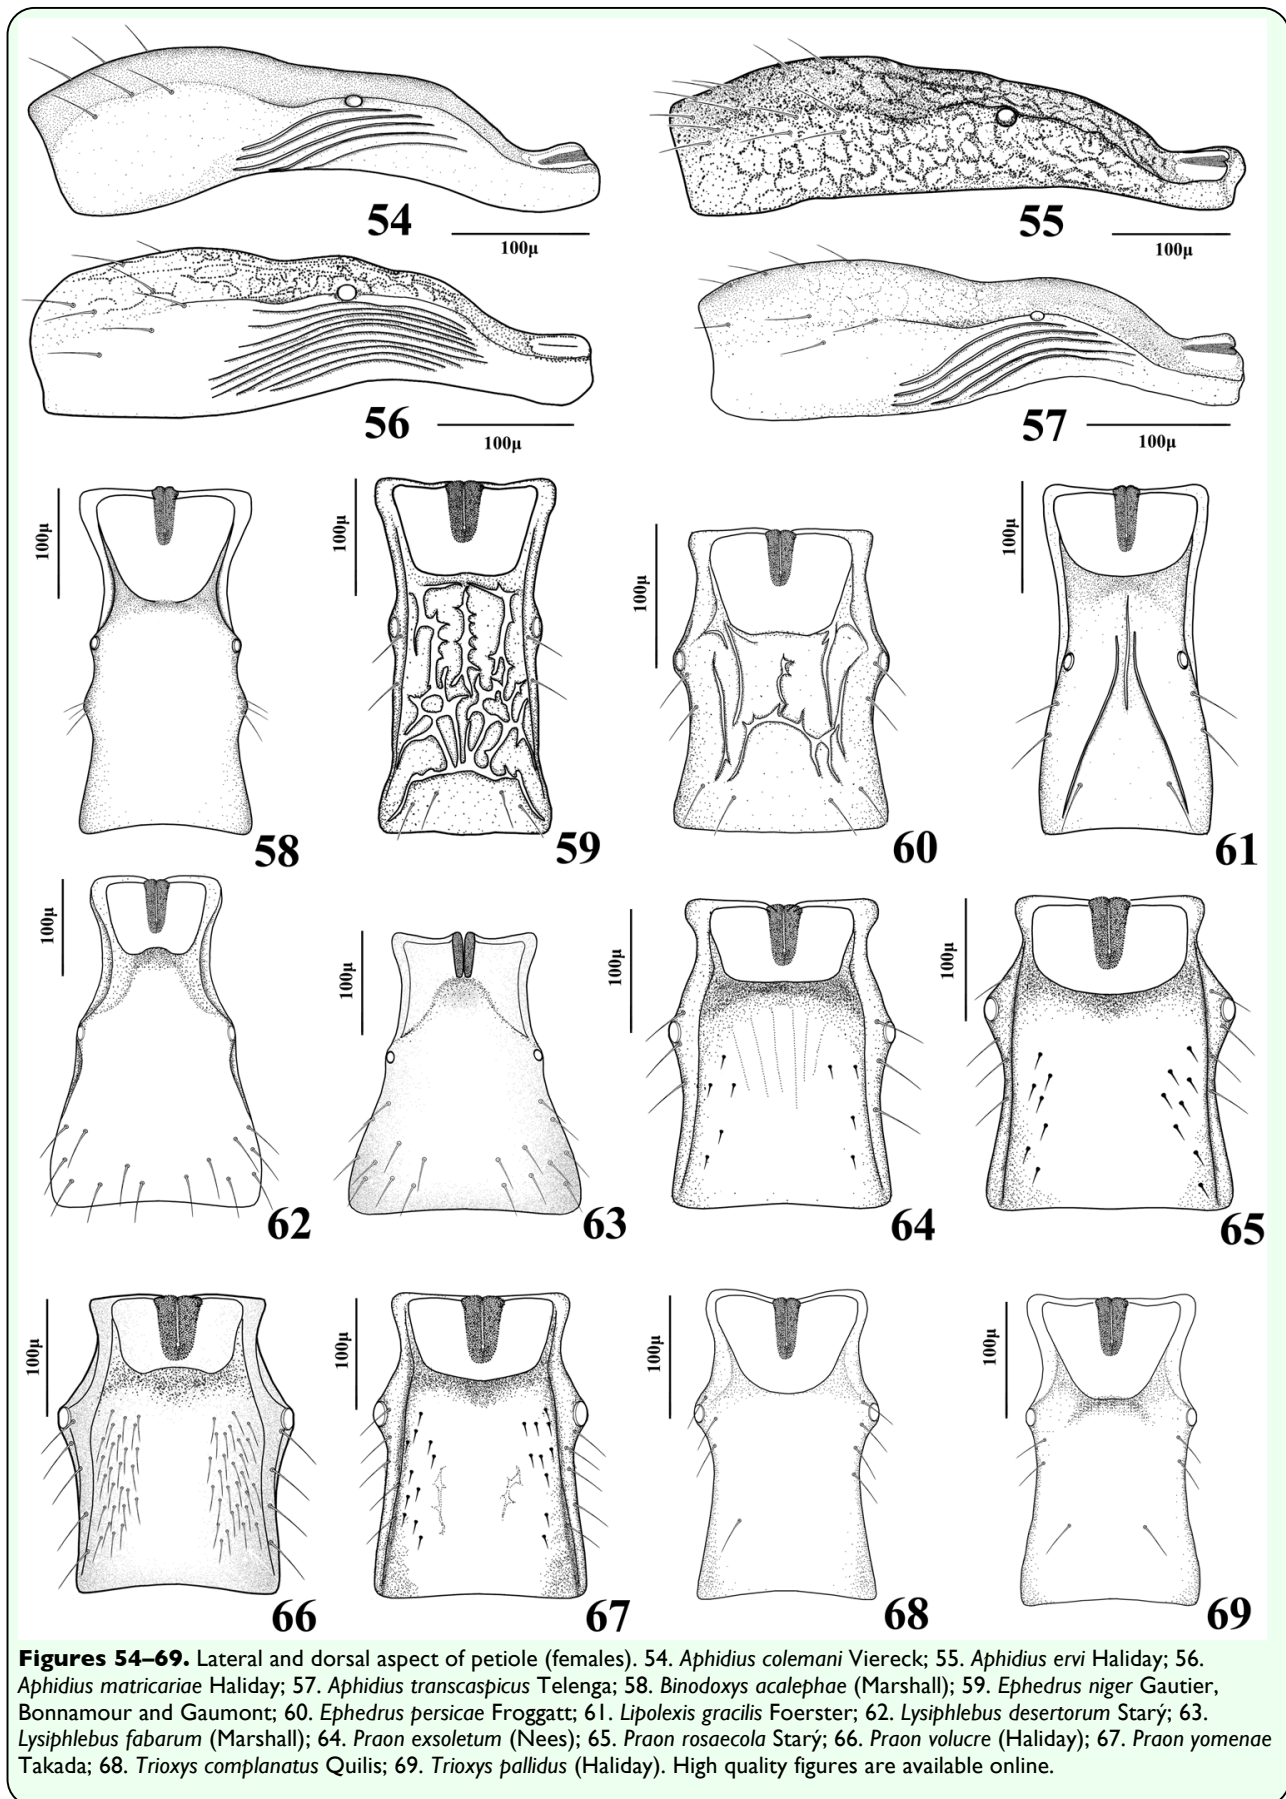 54
100μ
55
100μ
56
100μ
57
100μ
100μ
58
100μ
59
100μ
60
100μ
61
100μ
62
100μ
63
100μ
64
100μ
65
100μ
66
100μ
67
100μ
68
100μ
69
Figures 54–69. Lateral and dorsal aspect of petiole (females). 54. Aphidius colemani Viereck; 55. Aphidius ervi Haliday; 56.
Aphidius matricariae Haliday; 57. Aphidius transcaspicus Telenga; 58. Binodoxys acalephae (Marshall); 59. Ephedrus niger Gautier,
Bonnamour and Gaumont; 60. Ephedrus persicae Froggatt; 61. Lipolexis gracilis Foerster; 62. Lysiphlebus desertorum Starý; 63.
Lysiphlebus fabarum (Marshall); 64. Praon exsoletum (Nees); 65. Praon rosaecola Starý; 66. Praon volucre (Haliday); 67. Praon yomenae
Takada; 68. Trioxys complanatus Quilis; 69. Trioxys pallidus (Haliday). High quality figures are available online.